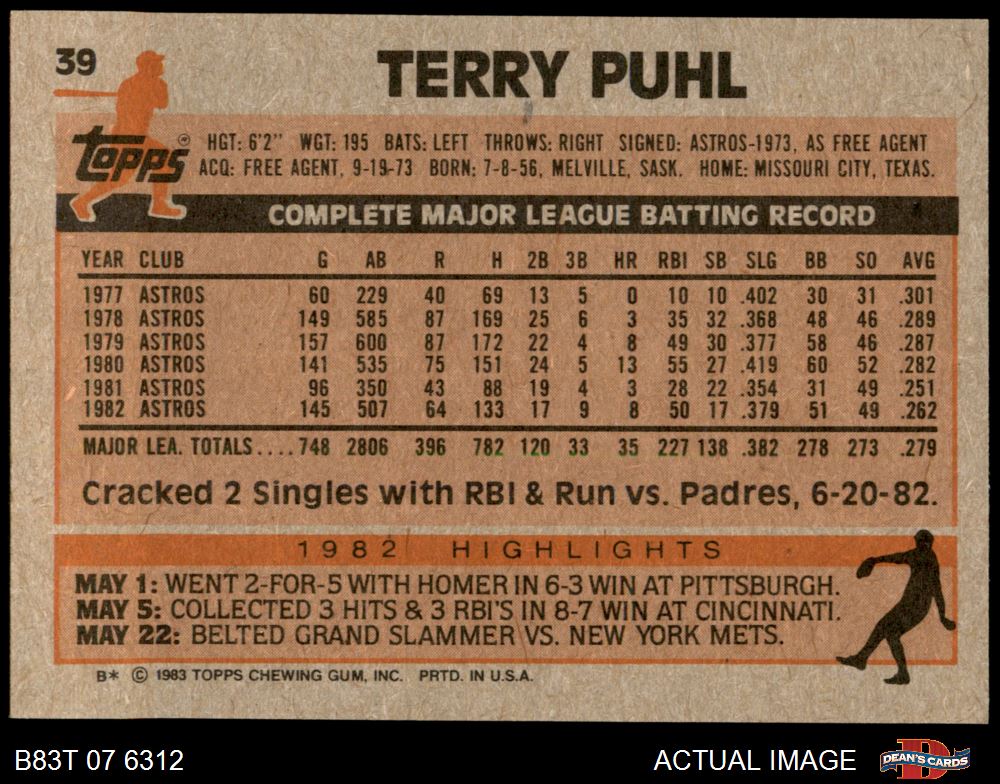 39
TERRY PUHL
topps®
HGT: 6'2" WGT: 195 BATS: LEFT THROWS: RIGHT SIGNED: ASTROS-1973, AS FREE AGENT
ACQ: FREE AGENT, 9-19-73 BORN: 7-8-56, MELVILLE, SASK. HOME: MISSOURI CITY, TEXAS.
COMPLETE MAJOR LEAGUE BATTING RECORD
YEAR CLUB G AB R H 2B 3B HR RBI SB SLG BB SO AVG
1977 ASTROS 60 229 40 69 13 5 0 10 10 .402 30 31 .301
1978 ASTROS 149 585 87 169 25 6 3 35 32 .368 48 46 .289
1979 ASTROS 157 600 87 172 22 4 8 49 30 .377 58 46 .287
1980 ASTROS 141 535 75 151 24 5 13 55 27 .419 60 52 .282
1981 ASTROS 96 350 43 88 19 4 3 28 22 .354 31 49 .251
1982 ASTROS 145 507 64 133 17 9 8 50 17 .379 51 49 .262
MAJOR LEA. TOTALS.... 748 2806 396 782 120 33 35 227 138 .382 278 273 .279
Cracked 2 Singles with RBI & Run vs. Padres, 6-20-82.
1982 HIGHLIGHTS
MAY 1: WENT 2-FOR-5 WITH HOMER IN 6-3 WIN AT PITTSBURGH.
MAY 5: COLLECTED 3 HITS & 3 RBI'S IN 8-7 WIN AT CINCINNATI.
MAY 22: BELTED GRAND SLAMMER VS. NEW YORK METS.
B* © 1983 TOPPS CHEWING GUM, INC. PRTD. IN U.S.A.
B83T 07 6312 ACTUAL IMAGE
D
DEAN'S CARDS